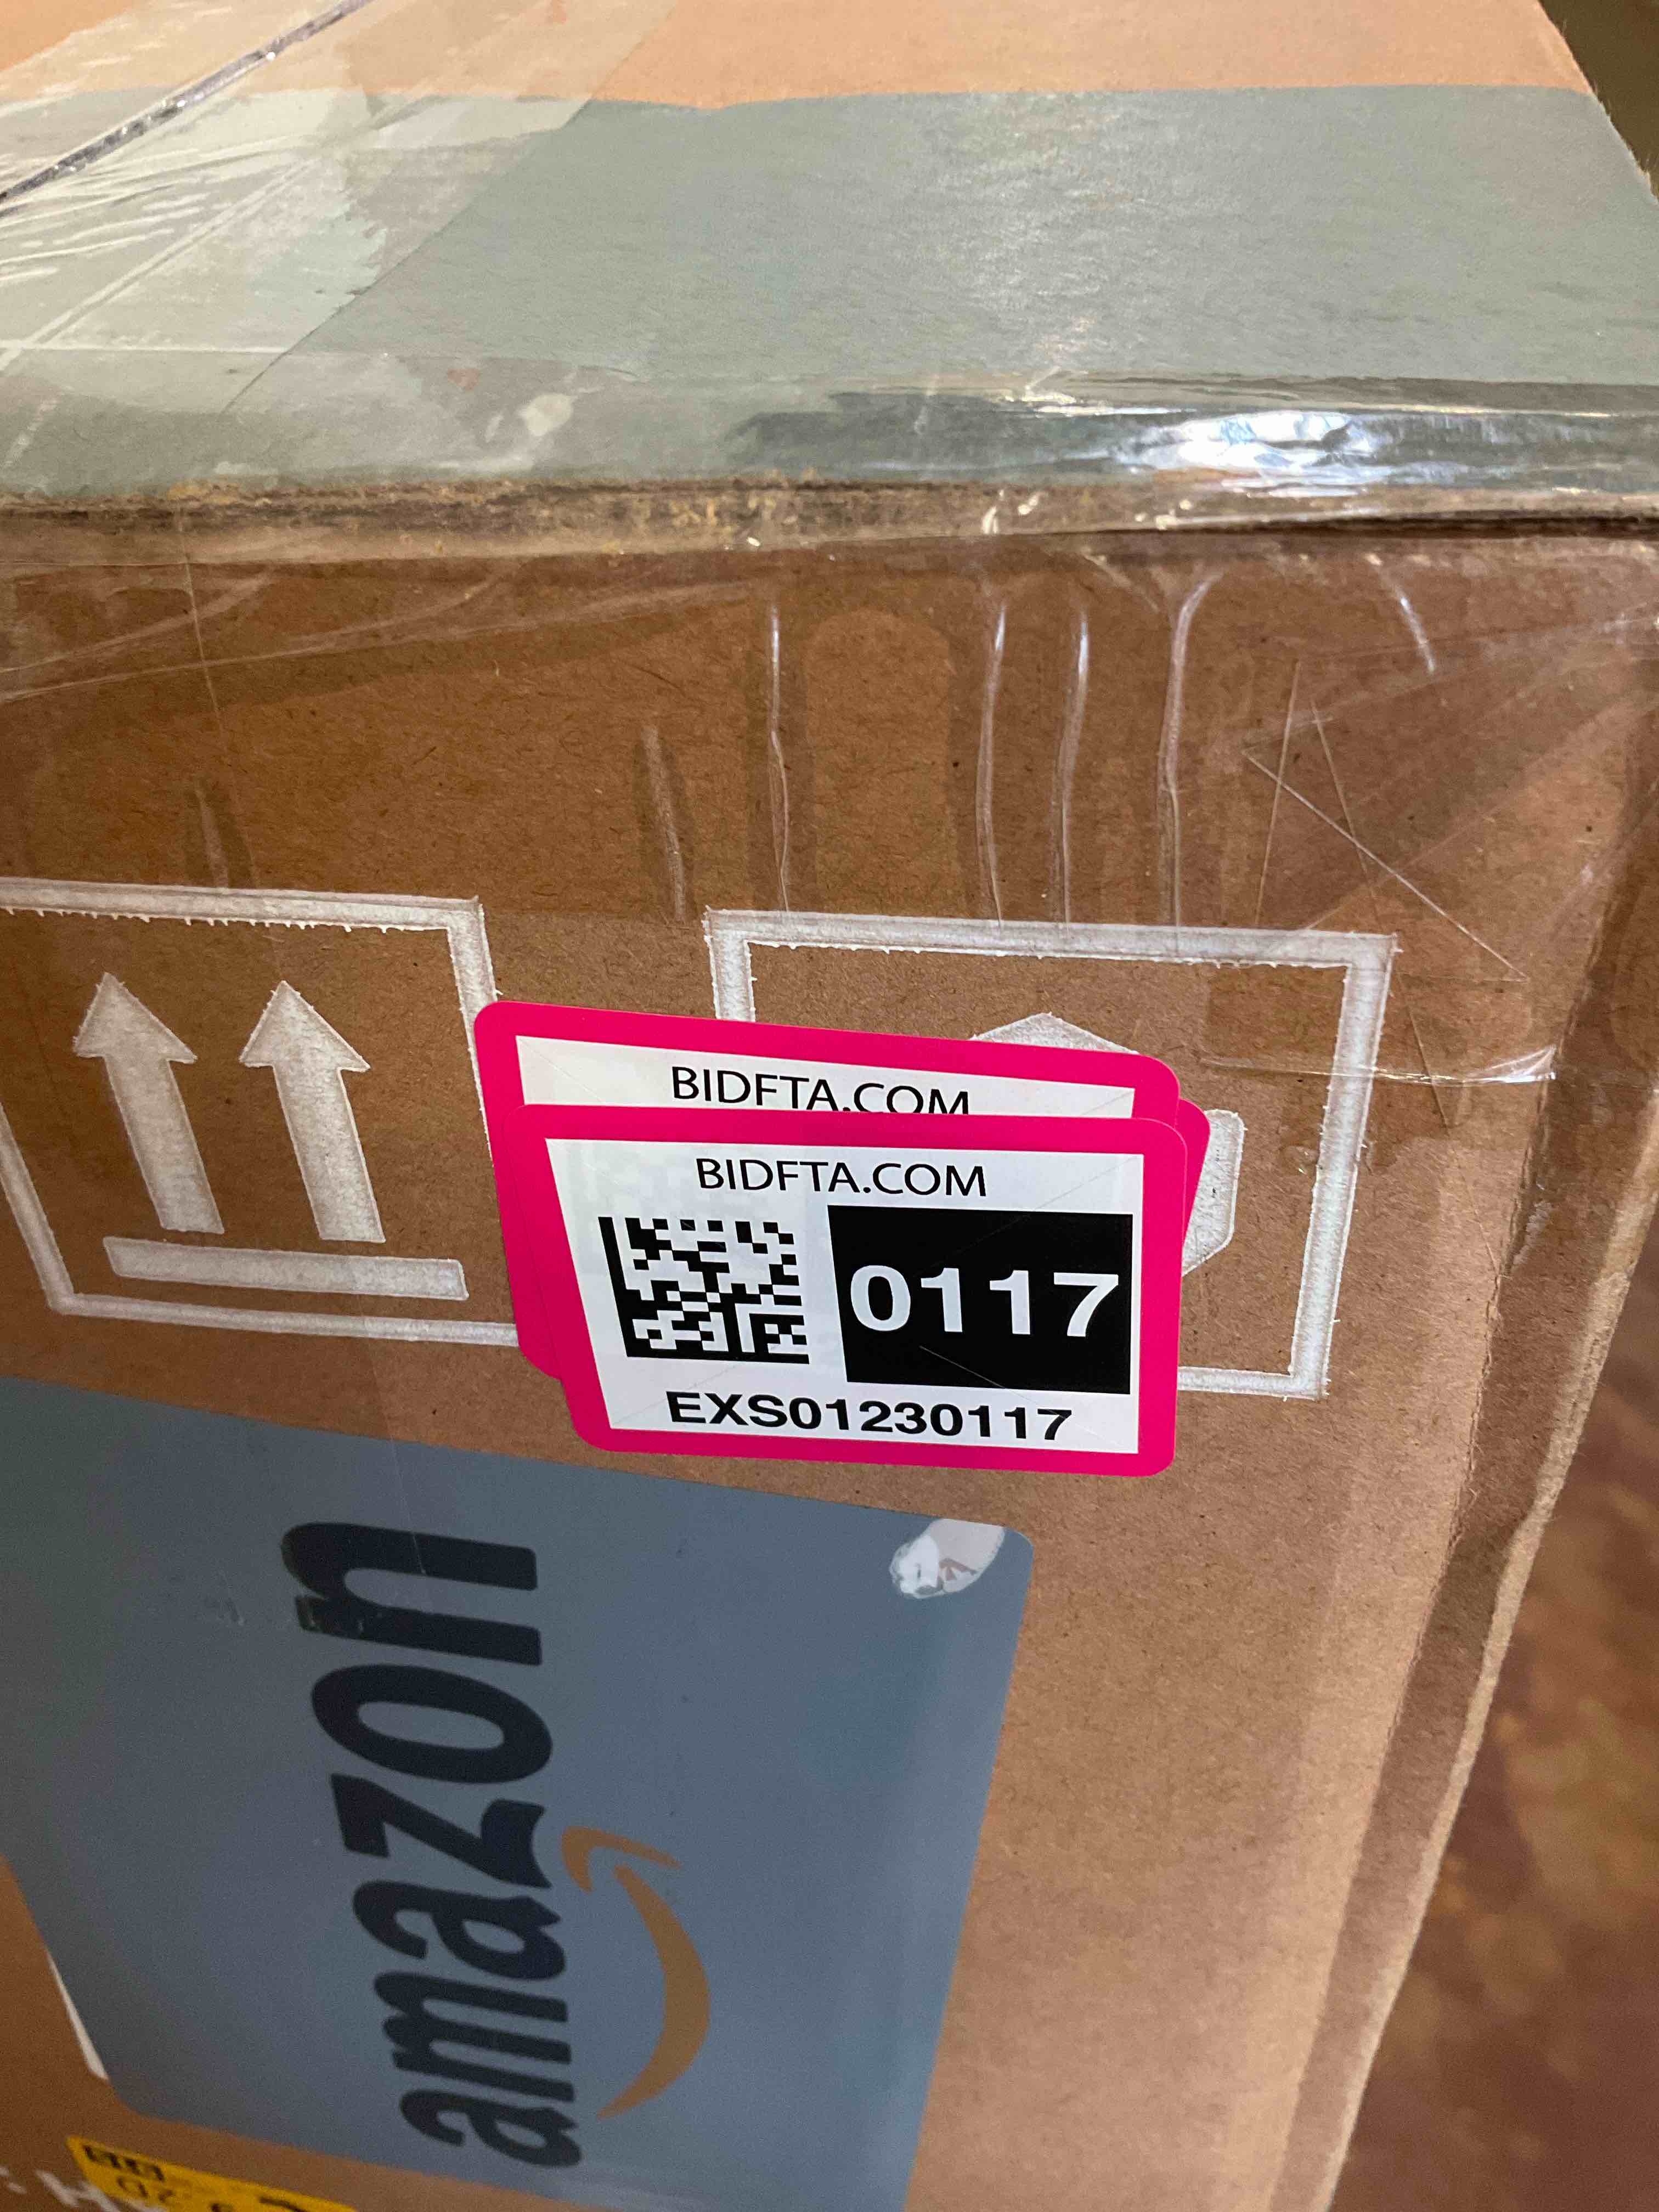 BIDFTA.COM
BIDFTA.COM
0117
EXS01230117
amazon